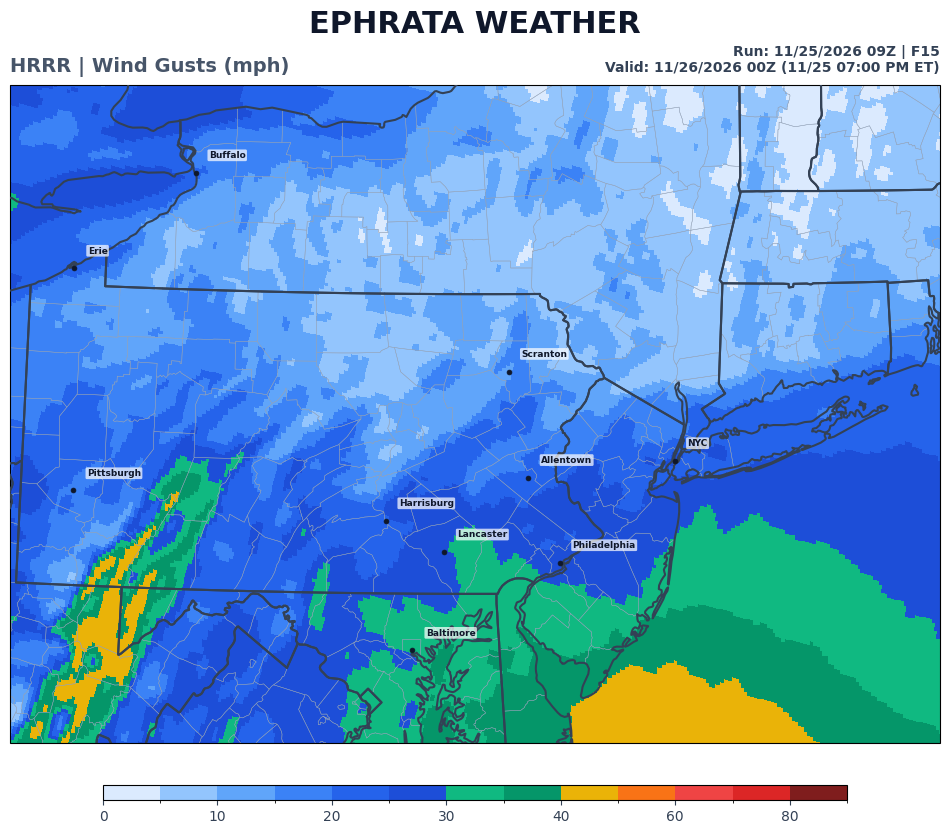 EPHRATA WEATHER
HRRR | Wind Gusts (mph)
Run: 11/25/2026 09Z | F15
Valid: 11/26/2026 00Z (11/25 07:00 PM ET)
Buffalo
Erie
Scranton
NYC
Allentown
Pittsburgh
Harrisburg
Lancaster
Philadelphia
Baltimore
0 10 20 30 40 50 60 70 80